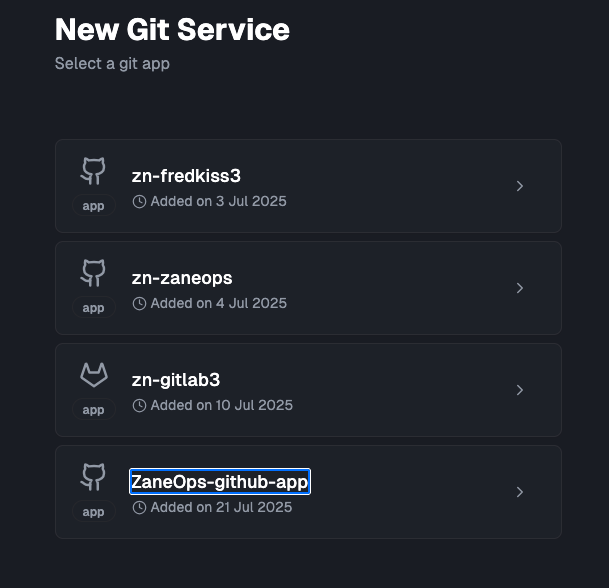 New Git Service
Select a git app
zn-fredkiss3
app
Added on 3 Jul 2025
zn-zaneops
app
Added on 4 Jul 2025
zn-gitlab3
app
Added on 10 Jul 2025
ZaneOps-github-app
app
Added on 21 Jul 2025